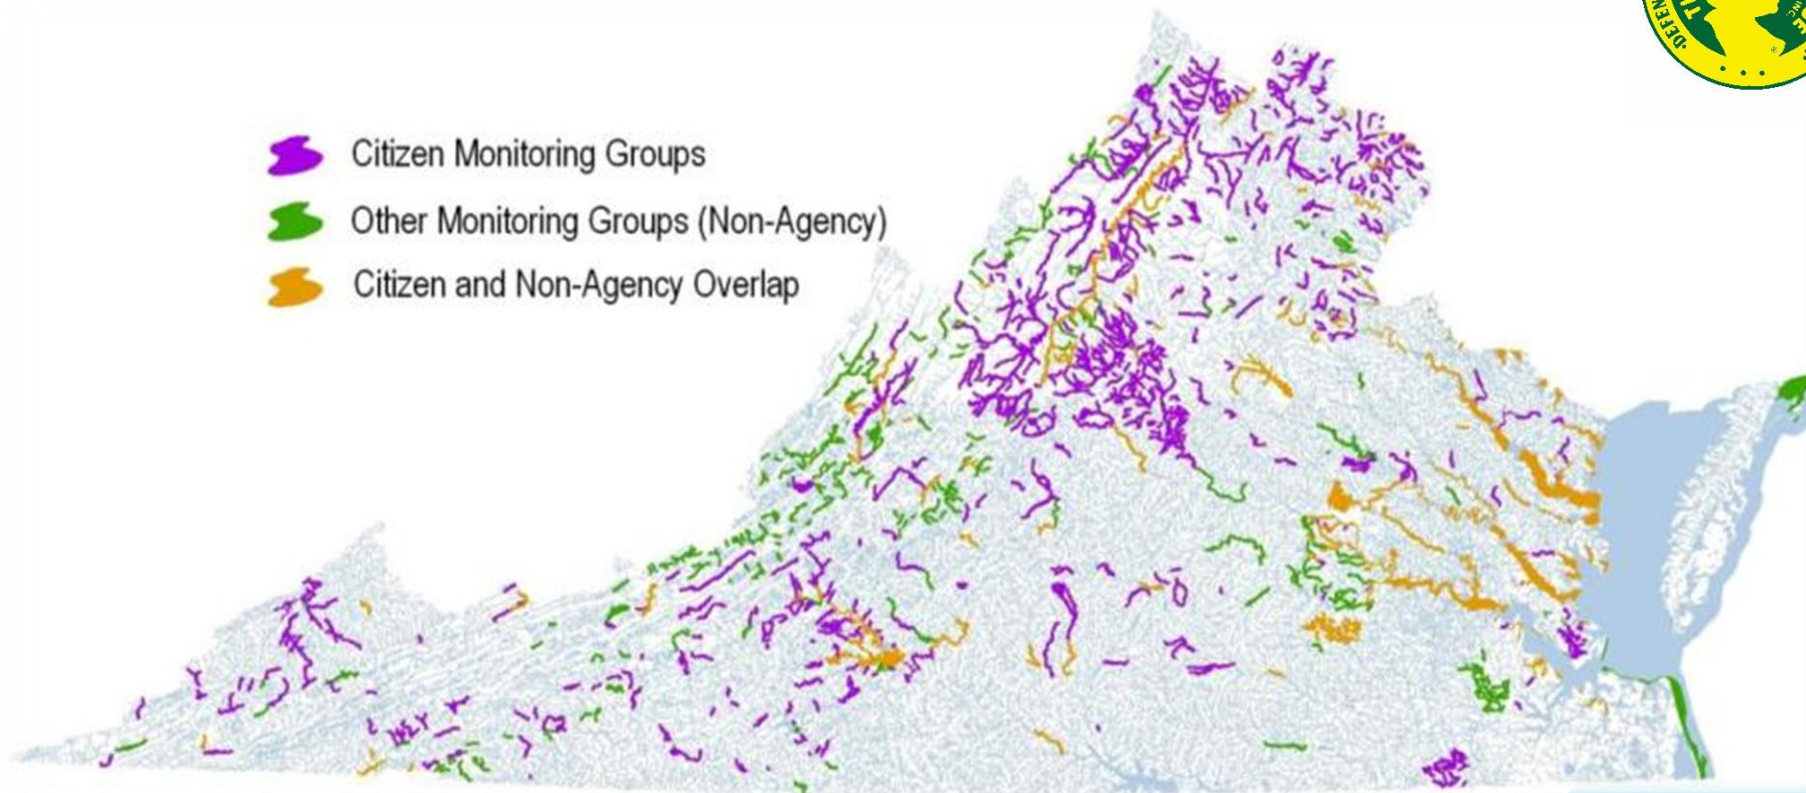 Citizen Monitoring Groups
Other Monitoring Groups (Non-Agency)
Citizen and Non-Agency Overlap